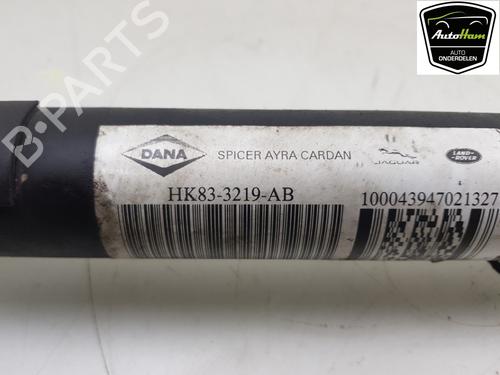 AutoHam
AUTO
ONDERDELEN
B-PARTS
DANA
SPICER AYRA CARDAN
JAGUAR
LAND-
ROVER
HK83-3219-AB
100043947021327